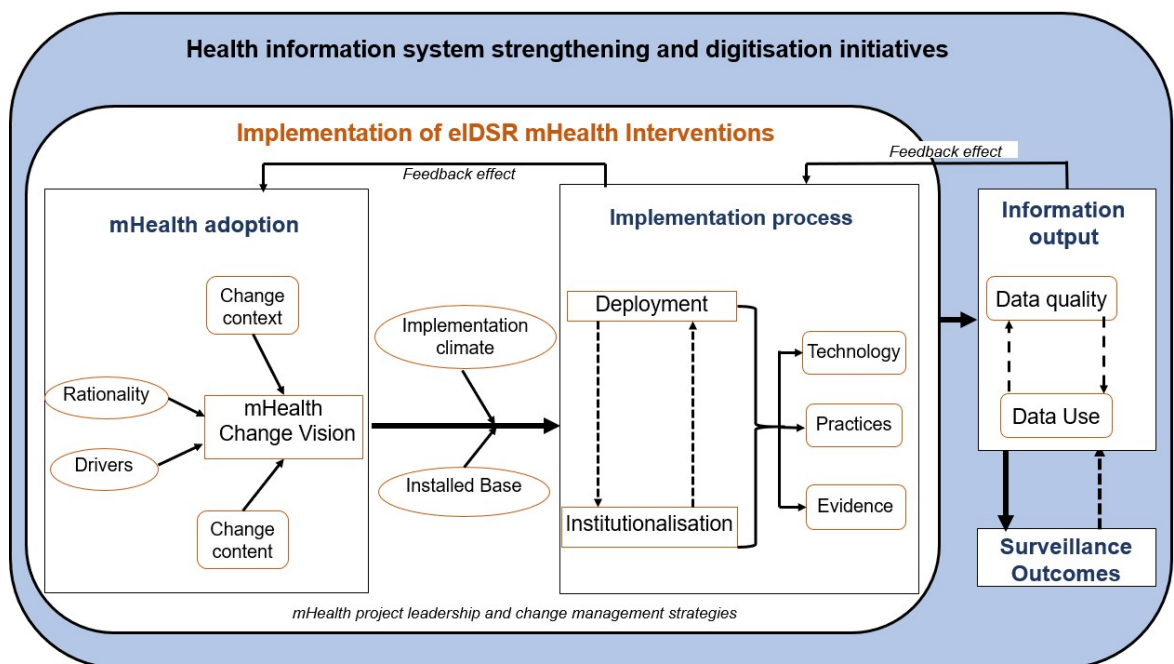 Health information system strengthening and digitisation initiatives
Implementation of eIDSR mHealth Interventions
Feedback effect
Feedback effect
mHealth adoption
Change
context
Rationality
mHealth
Change Vision
Drivers
Change
content
Implementation
climate
Installed Base
Implementation process
Deployment
Institutionalisation
Technology
Practices
Evidence
Information
output
Data quality
Data Use
Surveillance
Outcomes
mHealth project leadership and change management strategies